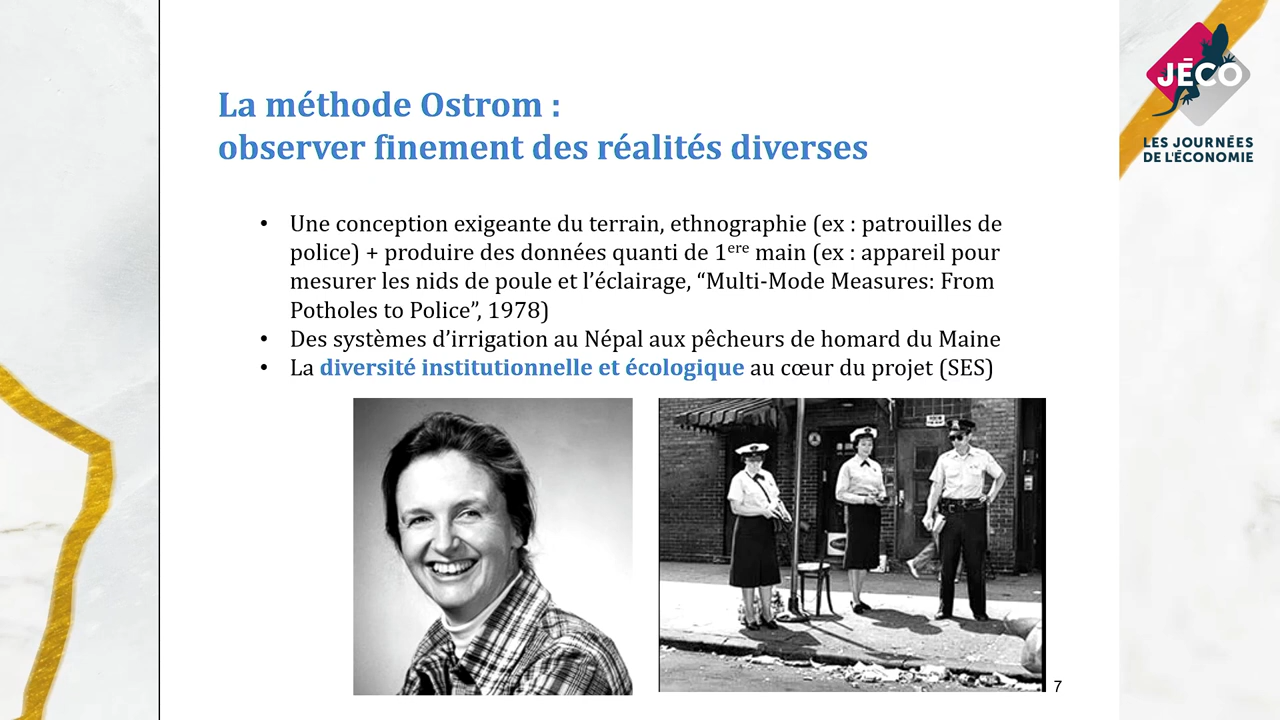 JÉCO
LES JOURNÉES
DE L'ÉCONOMIE
La méthode Ostrom :
observer finement des réalités diverses
• Une conception exigeante du terrain, ethnographie (ex : patrouilles de
police) + produire des données quanti de 1ere main (ex : appareil pour
mesurer les nids de poule et l’éclairage, “Multi-Mode Measures: From
Potholes to Police”, 1978)
• Des systèmes d’irrigation au Népal aux pêcheurs de homard du Maine
• La diversité institutionnelle et écologique au cœur du projet (SES)
7